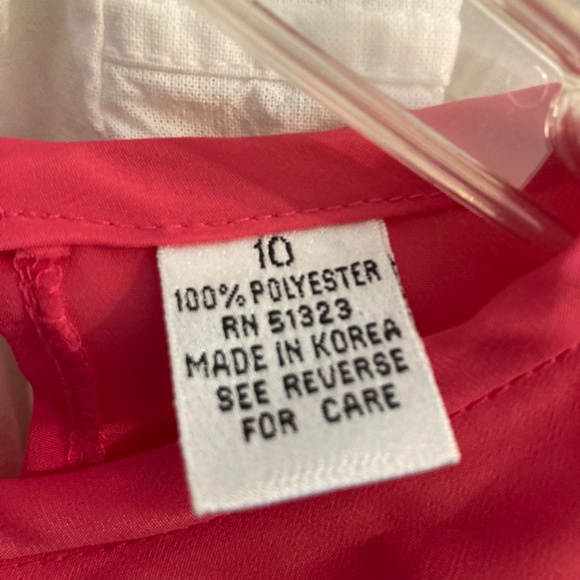 10
100% POLYESTER
RN 51323
MADE IN KOREA
SEE REVERSE
FOR CARE